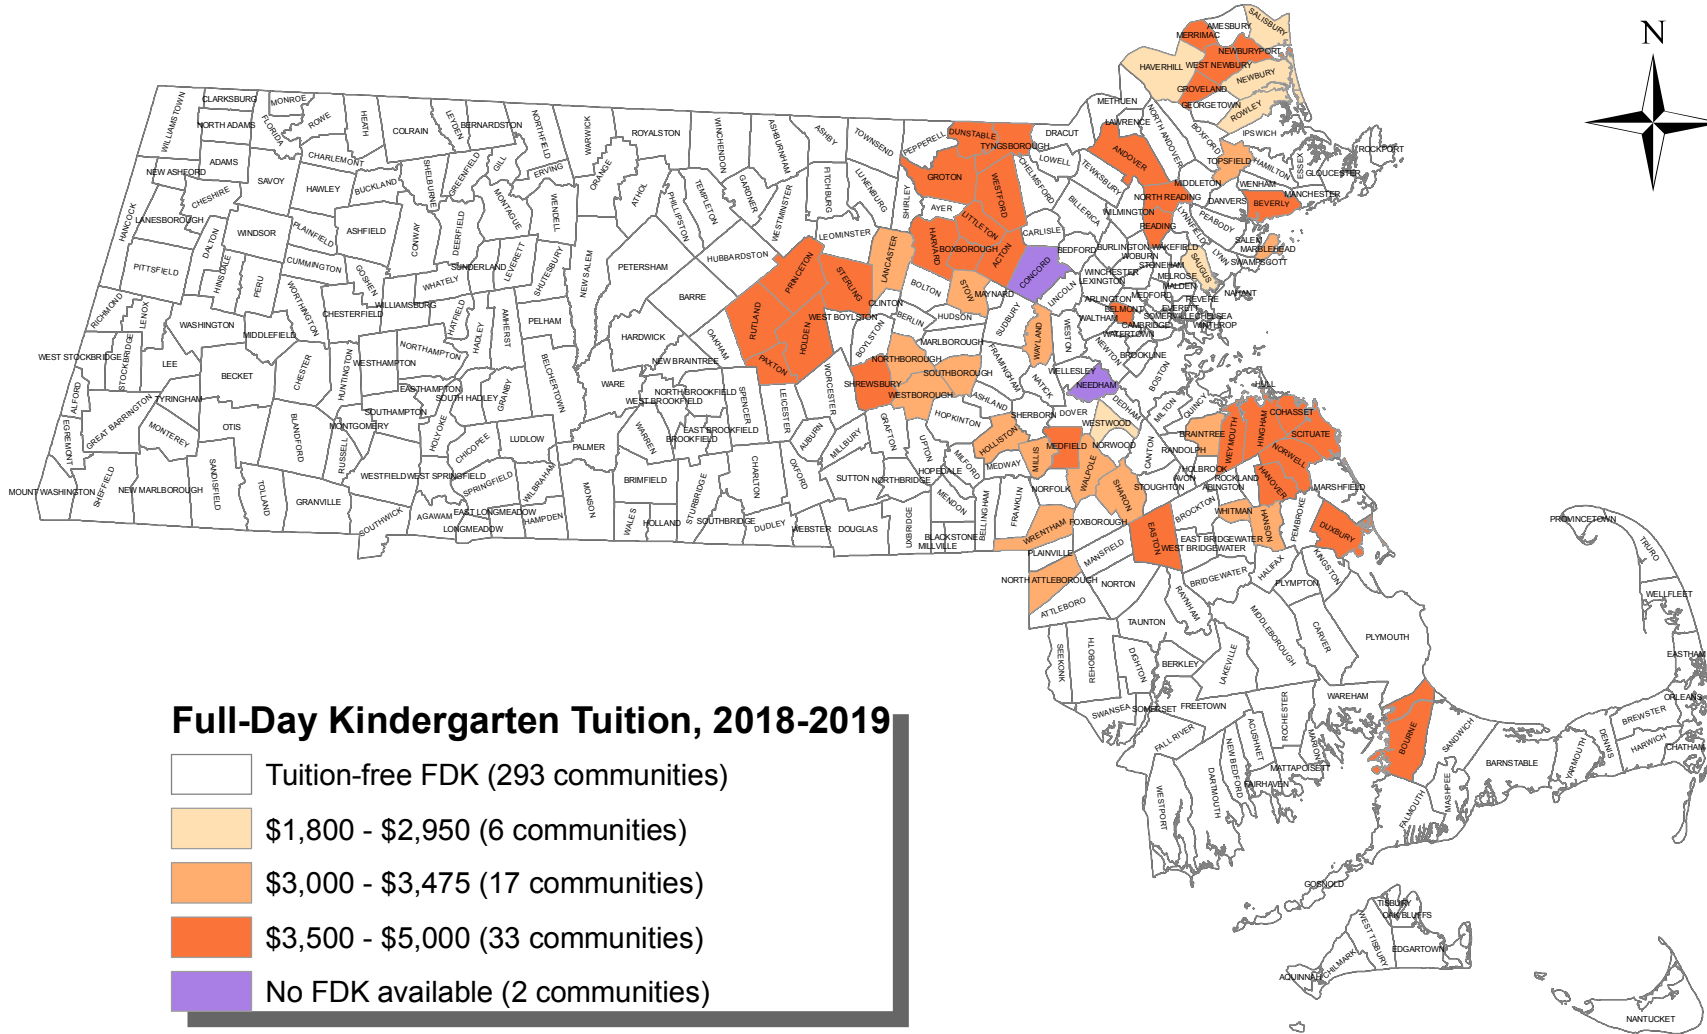 N
SALISBURY
AMESBURY
MERRIMAC
NEWBURYPORT
HAVERHILL
WEST NEWBURY
NEWBURY
GROVELAND
GEORGETOWN
ROWLEY
METHUEN
LAWRENCE
NORTH ANDOVER
BOXFORD
IPSWICH
ROCKPORT
GLOUCESTER
ESSEX
HAMILTON
TOPSFIELD
WENHAM
MANCHESTER
MIDDLETON
DANVERS
BEVERLY
ANDOVER
NORTH READING
LYNNFIELD
PEABODY
SALEM
MARBLEHEAD
SWAMPSCOTT
LYNN
SAUGUS
NAHANT
WILLIAMSTOWN
CLARKSBURG
NORTH ADAMS
MONROE
FLORIDA
ROWE
HEATH
COLRAIN
LEYDEN
BERNARDSTON
NORTHFIELD
WARWICK
ROYALSTON
WINCHENDON
ASHBURNHAM
ASHBY
TOWNSEND
PEPPERELL
DUNSTABLE
TYNGSBOROUGH
DRACUT
LOWELL
TEWKSBURY
CHELMSFORD
BILLERICA
WILMINGTON
READING
WAKEFIELD
ADAMS
NEW ASHFORD
CHESHIRE
SAVOY
CHARLEMONT
HAWLEY
BUCKLAND
SHELBURNE
GREENFIELD
GILL
ERVING
ORANGE
ATHOL
PHILLIPSTON
TEMPLETON
GARDNER
WESTMINSTER
FITCHBURG
LUNENBURG
SHIRLEY
GROTON
WESTFORD
AYER
LITTLETON
HARVARD
BOXBOROUGH
ACTON
CARLISLE
CONCORD
BEDFORD
BURLINGTON
WOBURN
STONEHAM
HANCOCK
LANESBOROUGH
DALTON
WINDSOR
PLAINFIELD
ASHFIELD
CONWAY
DEERFIELD
MONTAGUE
WENDELL
NEW SALEM
PETERSHAM
HUBBARDSTON
LEOMINSTER
PRINCETON
STERLING
LANCASTER
BOLTON
STOW
MAYNARD
LINCOLN
LEXINGTON
WINCHESTER
MELROSE
MALDEN
MEDFORD
REVERE
ARLINGTON
EVERETT
BELMONT
SOMERVILLE
CHELSEA
WALTHAM
CAMBRIDGE
WINTHROP
WATERTOWN
PITTSFIELD
HINSDALE
PERU
CUMMINGTON
GOSHEN
WHATELY
SUNDERLAND
LEVERETT
SHUTESBURY
RICHMOND
LENOX
WASHINGTON
WORTHINGTON
CHESTERFIELD
WILLIAMSBURG
HATFIELD
HADLEY
AMHERST
PELHAM
BARRE
RUTLAND
HOLDEN
WEST BOYLSTON
CLINTON
BOYLSTON
BERLIN
HUDSON
MARLBOROUGH
SUDBURY
WAYLAND
WESTON
NEWTON
BROOKLINE
BOSTON
WEST STOCKBRIDGE
STOCKBRIDGE
LEE
MIDDLEFIELD
BECKET
CHESTER
HUNTINGTON
WESTHAMPTON
NORTHAMPTON
EASTHAMPTON
SOUTH HADLEY
GRANBY
BELCHERTOWN
WARE
HARDWICK
NEW BRAINTREE
OAKHAM
PAXTON
WORCESTER
SHREWSBURY
NORTHBOROUGH
SOUTHBOROUGH
WESTBOROUGH
FRAMINGHAM
NATICK
WELLESLEY
NEEDHAM
DEDHAM
MILTON
QUINCY
HULL
ALFORD
EGREMONT
GREAT BARRINGTON
TYRINGHAM
MONTEREY
OTIS
BLANDFORD
MONTGOMERY
RUSSELL
SOUTHAMPTON
HOLYOKE
CHICOPEE
LUDLOW
PALMER
WARREN
WEST BROOKFIELD
NORTH BROOKFIELD
BROOKFIELD
EAST BROOKFIELD
SPENCER
LEICESTER
AUBURN
MILLBURY
GRAFTON
UPTON
HOPKINTON
ASHLAND
SHERBORN
DOVER
WESTWOOD
HOLLISTON
MEDFIELD
NORWOOD
CANTON
RANDOLPH
BRAINTREE
WEYMOUTH
HINGHAM
COHASSET
SCITUATE
NORWELL
HANOVER
MOUNT WASHINGTON
SHEFFIELD
NEW MARLBOROUGH
SANDISFIELD
TOLLAND
GRANVILLE
WESTFIELD
WEST SPRINGFIELD
SPRINGFIELD
WILBRAHAM
SOUTHWICK
AGAWAM
LONGMEADOW
EAST LONGMEADOW
HAMPDEN
MONSON
BRIMFIELD
WALES
HOLLAND
STURBRIDGE
SOUTHBRIDGE
CHARLTON
DUDLEY
OXFORD
WEBSTER
SUTTON
DOUGLAS
NORTHBRIDGE
UXBRIDGE
HOPEDALE
MENDON
MILFORD
BLACKSTONE
MILLVILLE
BELLINGHAM
MEDWAY
MILLIS
FRANKLIN
NORFOLK
WALPOLE
SHARON
STOUGHTON
HOLBROOK
AVON
ROCKLAND
ABINGTON
MARSHFIELD
WRENTHAM
FOXBOROUGH
PLAINVILLE
MANSFIELD
EASTON
BROCKTON
WHITMAN
HANSON
PEMBROKE
DUXBURY
EAST BRIDGEWATER
WEST BRIDGEWATER
NORTH ATTLEBOROUGH
ATTLEBORO
NORTON
BRIDGEWATER
HALIFAX
PLYMPTON
KINGSTON
RAYNHAM
TAUNTON
MIDDLEBOROUGH
CARVER
PLYMOUTH
SEEKONK
REHOBOTH
DIGHTON
BERKLEY
LAKEVILLE
SWANSEA
SOMERSET
FREETOWN
ROCHESTER
WAREHAM
FALL RIVER
ACUSHNET
NEW BEDFORD
MARION
MATTAPOISETT
FAIRHAVEN
DARTMOUTH
WESTPORT
BOURNE
SANDWICH
FALMOUTH
MASHPEE
BARNSTABLE
YARMOUTH
DENNIS
BREWSTER
HARWICH
CHATHAM
ORLEANS
EASTHAM
WELLFLEET
TRURO
PROVINCETOWN
GOSNOLD
TISBURY
OAK BLUFFS
WEST TISBURY
EDGARTOWN
CHILMARK
AQUINNAH
NANTUCKET
Full-Day Kindergarten Tuition, 2018-2019
Tuition-free FDK (293 communities)
$1,800 - $2,950 (6 communities)
$3,000 - $3,475 (17 communities)
$3,500 - $5,000 (33 communities)
No FDK available (2 communities)